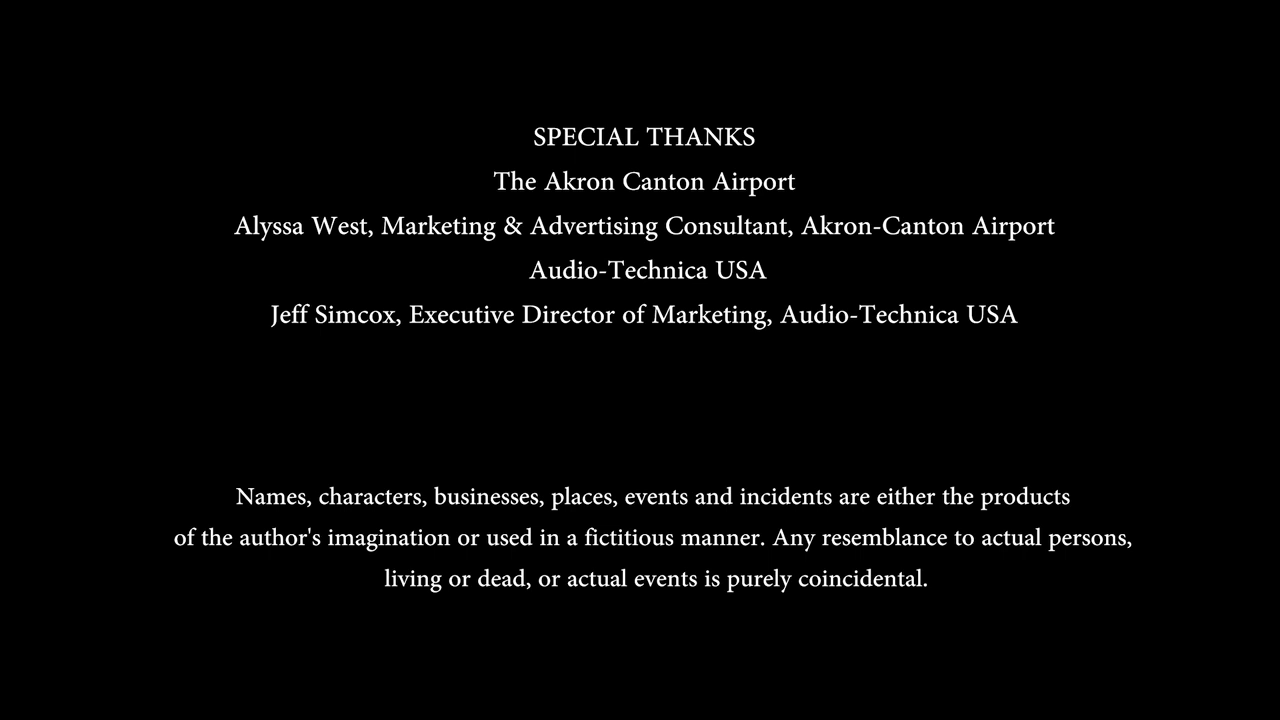 SPECIAL THANKS
The Akron Canton Airport
Alyssa West, Marketing & Advertising Consultant, Akron-Canton Airport
Audio-Technica USA
Jeff Simcox, Executive Director of Marketing, Audio-Technica USA
Names, characters, businesses, places, events and incidents are either the products
of the author's imagination or used in a fictitious manner. Any resemblance to actual persons,
living or dead, or actual events is purely coincidental.